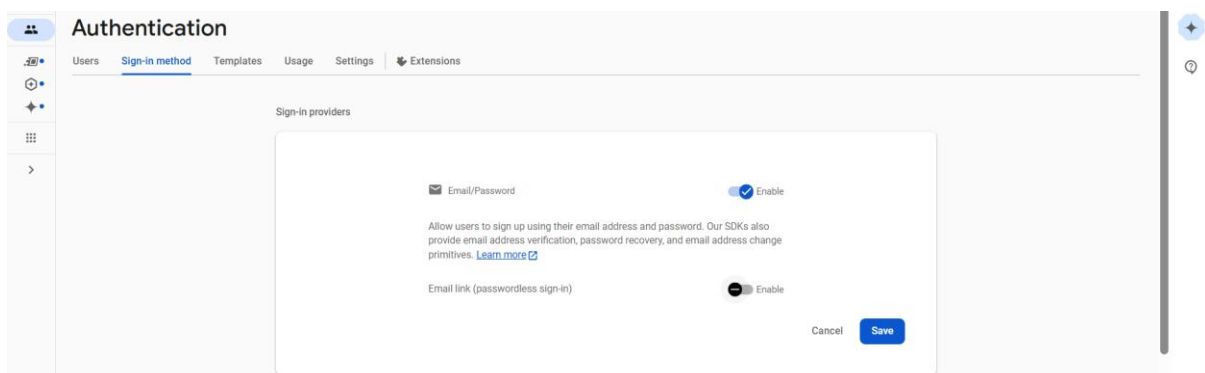 Authentication
Users Sign-in method Templates Usage Settings Extensions
Sign-in providers
Email/Password Enable
Allow users to sign up using their email address and password. Our SDKs also
provide email address verification, password recovery, and email address change
primitives. Learn more
Email link (passwordless sign-in) Enable
Cancel Save